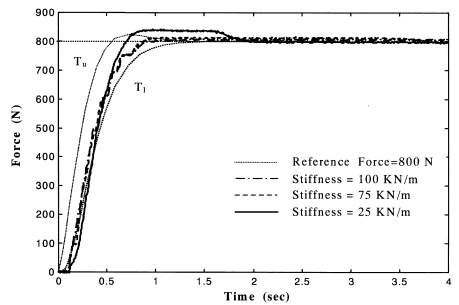 900
800
700
600
500
400
300
200
100
0
Force (N)
T_u
T_l
Reference Force=800 N
Stiffness = 100 KN/m
Stiffness = 75 KN/m
Stiffness = 25 KN/m
0 0.5 1 1.5 2 2.5 3 3.5 4
Time (sec)